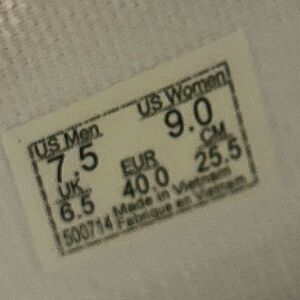 US Men US Women
7.5 9.0
UK EUR CM
6.5 40.0 25.5
Made in Vietnam
500714 Fabriqué en Vietnam